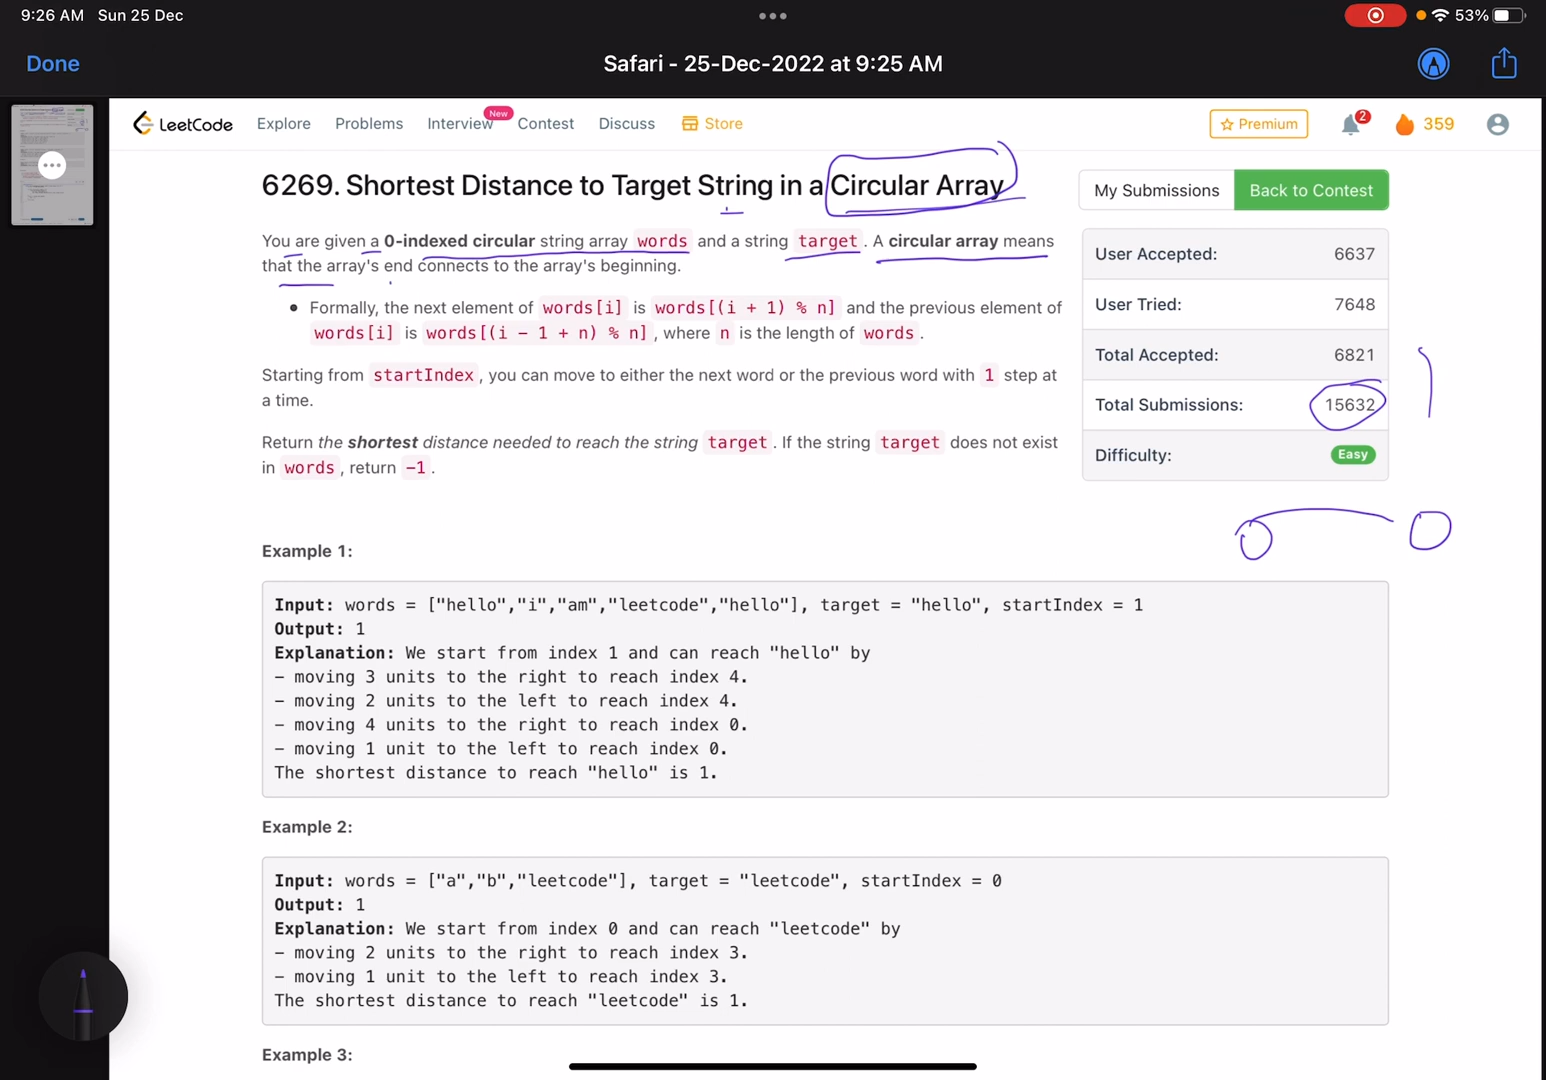 9:26 AM Sun 25 Dec
53%
Done
Safari - 25-Dec-2022 at 9:25 AM
LeetCode
Explore
Problems
Interview
New
Contest
Discuss
Store
Premium
2
359
6269. Shortest Distance to Target String in a Circular Array
My Submissions
Back to Contest
You are given a 0-indexed circular string array words and a string target. A circular array means
that the array's end connects to the array's beginning.
• Formally, the next element of words[i] is words[(i + 1) % n] and the previous element of
words[i] is words[(i - 1 + n) % n], where n is the length of words.
Starting from startIndex, you can move to either the next word or the previous word with 1 step at
a time.
Return the shortest distance needed to reach the string target. If the string target does not exist
in words, return -1.
User Accepted: 6637
User Tried: 7648
Total Accepted: 6821
Total Submissions: 15632
Difficulty: Easy
Example 1:
Input: words = ["hello","i","am","leetcode","hello"], target = "hello", startIndex = 1
Output: 1
Explanation: We start from index 1 and can reach "hello" by
- moving 3 units to the right to reach index 4.
- moving 2 units to the left to reach index 4.
- moving 4 units to the right to reach index 0.
- moving 1 unit to the left to reach index 0.
The shortest distance to reach "hello" is 1.
Example 2:
Input: words = ["a","b","leetcode"], target = "leetcode", startIndex = 0
Output: 1
Explanation: We start from index 0 and can reach "leetcode" by
- moving 2 units to the right to reach index 3.
- moving 1 unit to the left to reach index 3.
The shortest distance to reach "leetcode" is 1.
Example 3: